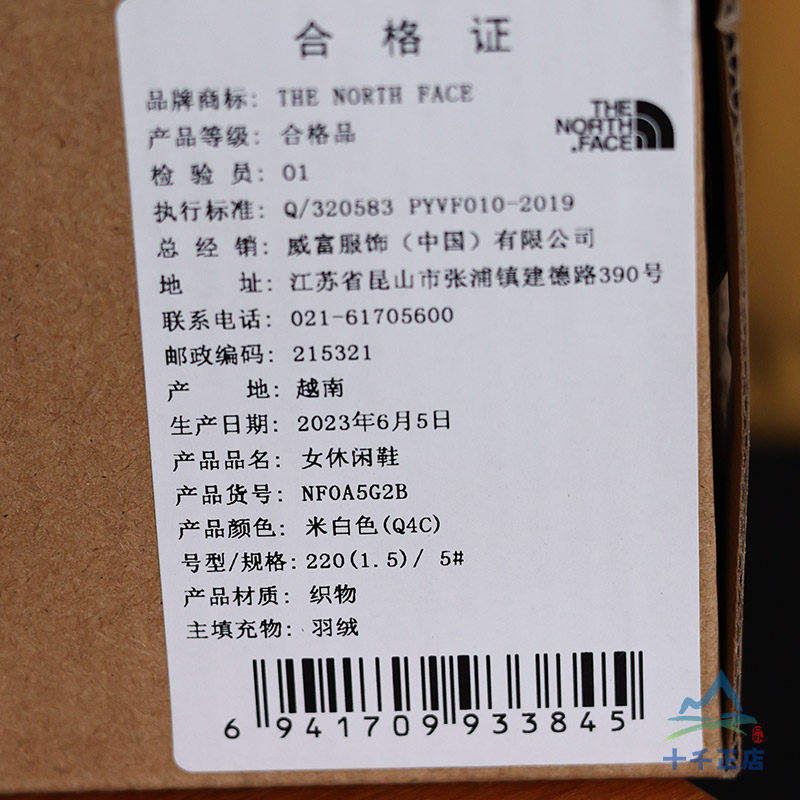 合格证
品牌商标: THE NORTH FACE
THE
NORTH
FACE
产品等级: 合格品
检 验 员: 01
执行标准: Q/320583 PYVF010-2019
总 经 销: 威富服饰（中国）有限公司
地 址: 江苏省昆山市张浦镇建德路390号
联系电话: 021-61705600
邮政编码: 215321
产 地: 越南
生产日期: 2023年6月5日
产品品名: 女休闲鞋
产品货号: NF0A5G2B
产品颜色: 米白色(Q4C)
号型/规格: 220(1.5)/ 5#
产品材质: 织物
主填充物: 羽绒
6 941709 933845
十千正店